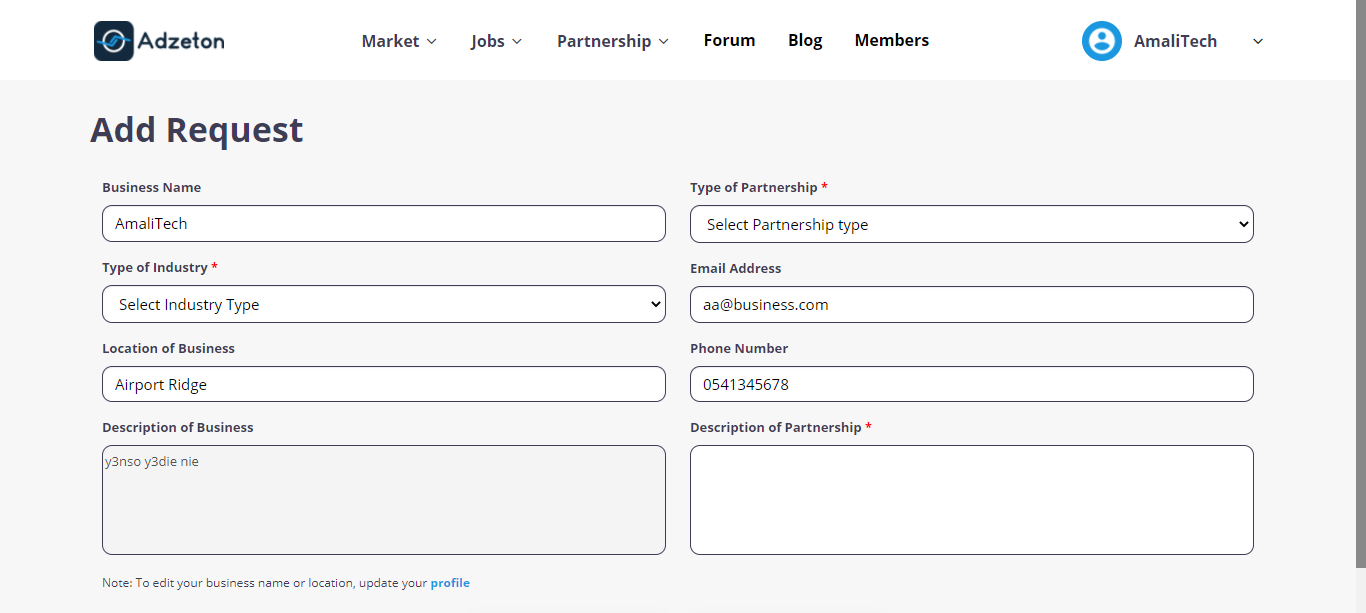 Adzeton
Market Jobs Partnership Forum Blog Members AmaliTech
Add Request
Business Name
AmaliTech
Type of Partnership *
Select Partnership type
Type of Industry *
Select Industry Type
Email Address
aa@business.com
Location of Business
Airport Ridge
Phone Number
0541345678
Description of Business
y3nso y3die nie
Description of Partnership *
Note: To edit your business name or location, update your profile